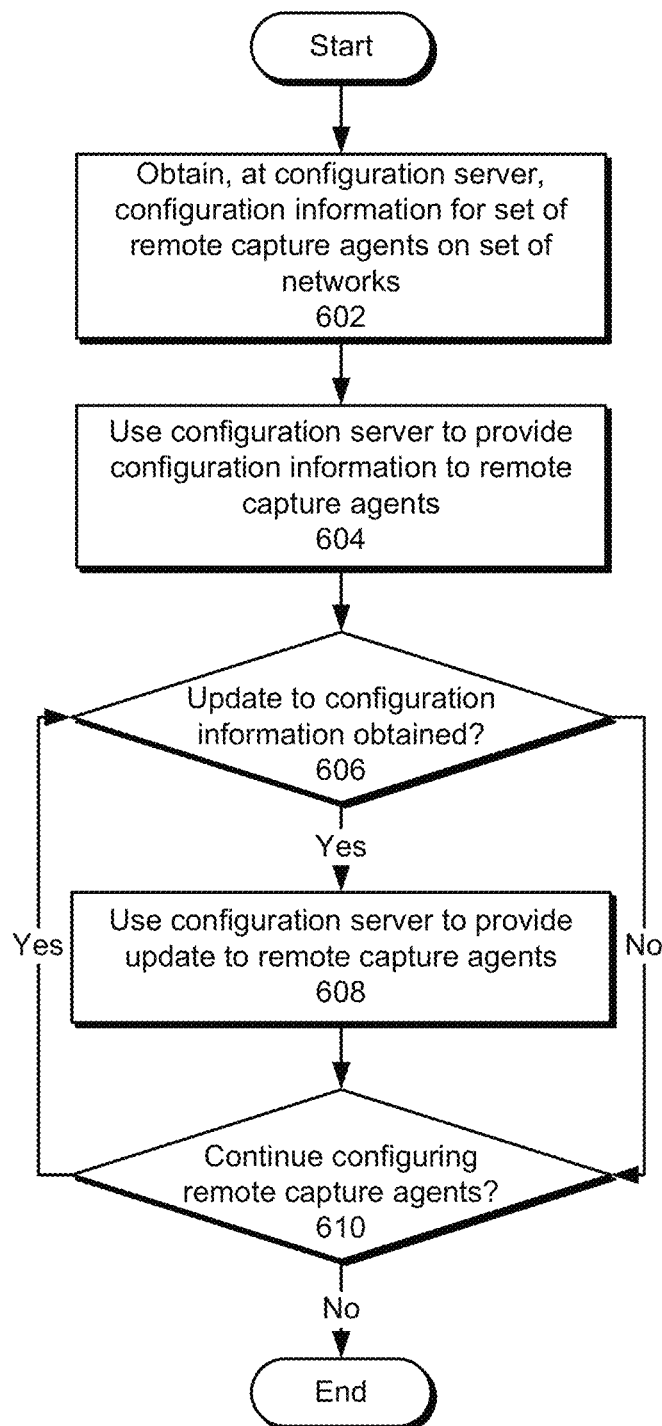 Start
Obtain, at configuration server,
configuration information for set of
remote capture agents on set of
networks
602
Use configuration server to provide
configuration information to remote
capture agents
604
Update to configuration
information obtained?
606
Yes
Use configuration server to provide
update to remote capture agents
608
Yes
No
Continue configuring
remote capture agents?
610
No
End